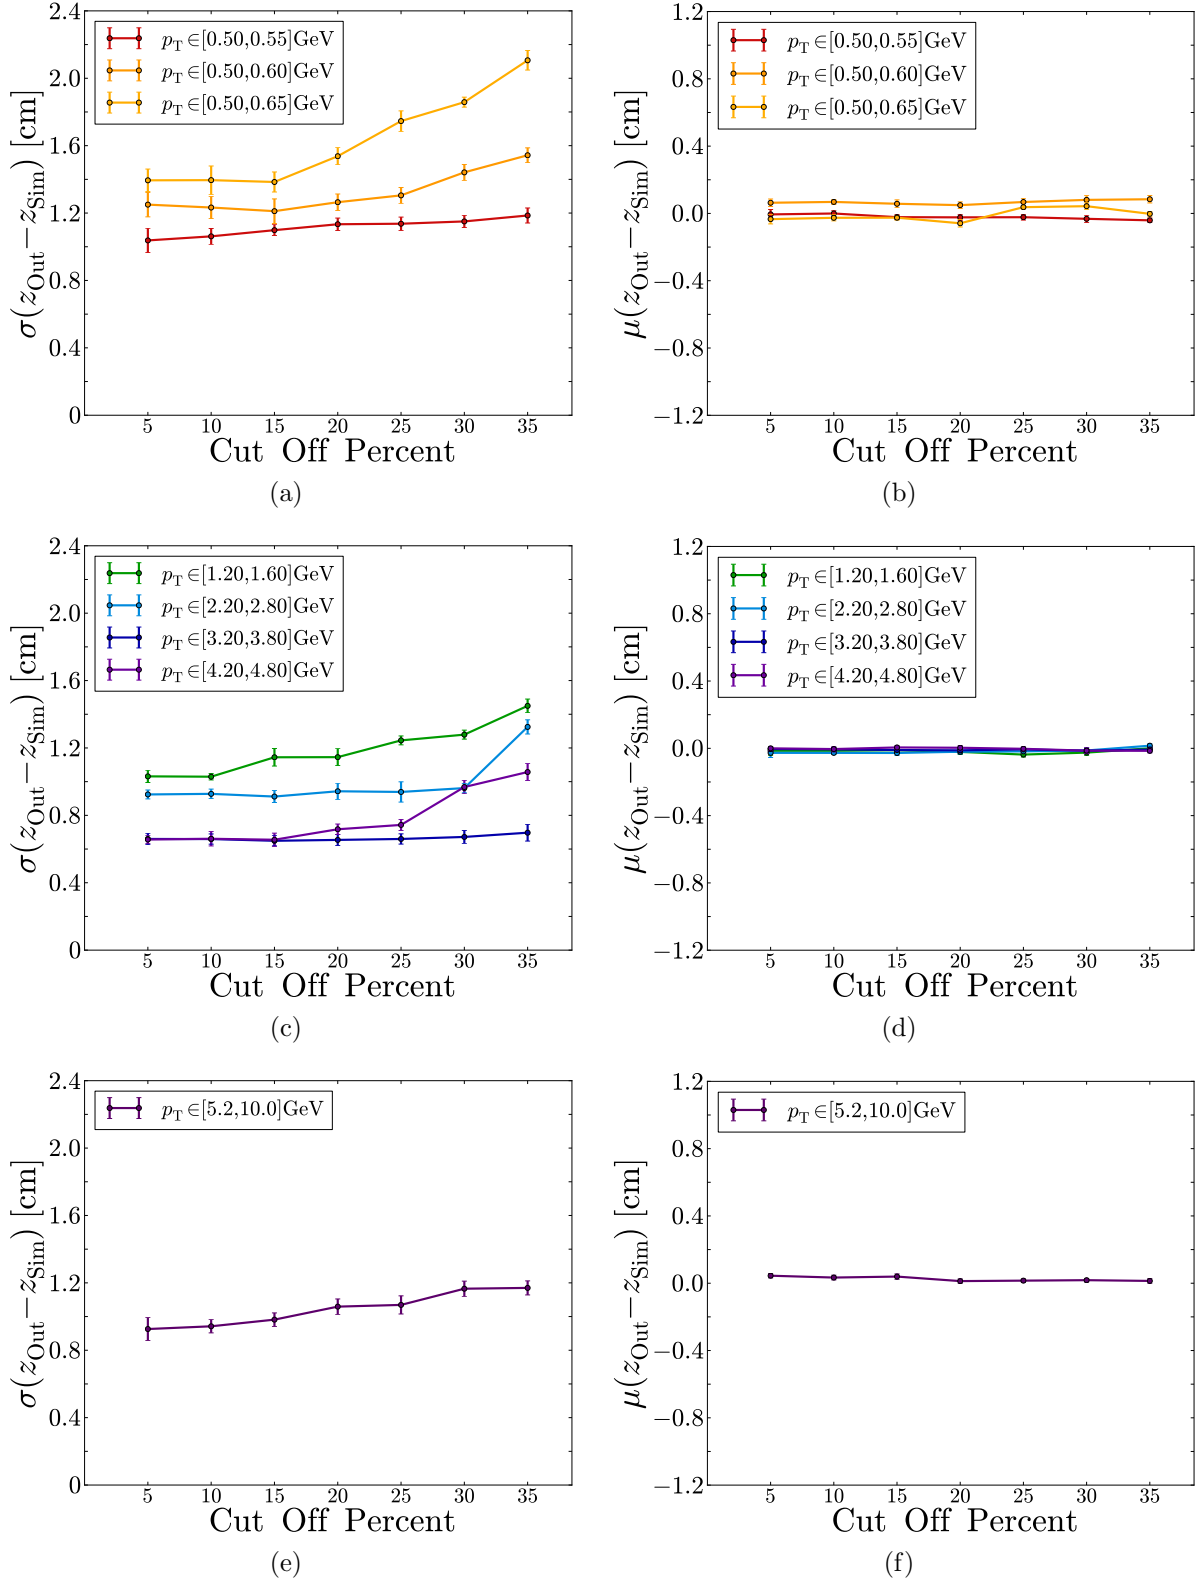 2.4
2.0
1.6
1.2
0.8
0.4
0
σ(z_Out−z_Sim) [cm]
p_T∈[0.50,0.55]GeV
p_T∈[0.50,0.60]GeV
p_T∈[0.50,0.65]GeV
5 10 15 20 25 30 35
Cut Off Percent
(a)
1.2
0.8
0.4
0.0
−0.4
−0.8
−1.2
μ(z_Out−z_Sim) [cm]
p_T∈[0.50,0.55]GeV
p_T∈[0.50,0.60]GeV
p_T∈[0.50,0.65]GeV
5 10 15 20 25 30 35
Cut Off Percent
(b)
2.4
2.0
1.6
1.2
0.8
0.4
0
σ(z_Out−z_Sim) [cm]
p_T∈[1.20,1.60]GeV
p_T∈[2.20,2.80]GeV
p_T∈[3.20,3.80]GeV
p_T∈[4.20,4.80]GeV
5 10 15 20 25 30 35
Cut Off Percent
(c)
1.2
0.8
0.4
0.0
−0.4
−0.8
−1.2
μ(z_Out−z_Sim) [cm]
p_T∈[1.20,1.60]GeV
p_T∈[2.20,2.80]GeV
p_T∈[3.20,3.80]GeV
p_T∈[4.20,4.80]GeV
5 10 15 20 25 30 35
Cut Off Percent
(d)
2.4
2.0
1.6
1.2
0.8
0.4
0
σ(z_Out−z_Sim) [cm]
p_T∈[5.2,10.0]GeV
5 10 15 20 25 30 35
Cut Off Percent
(e)
1.2
0.8
0.4
0.0
−0.4
−0.8
−1.2
μ(z_Out−z_Sim) [cm]
p_T∈[5.2,10.0]GeV
5 10 15 20 25 30 35
Cut Off Percent
(f)